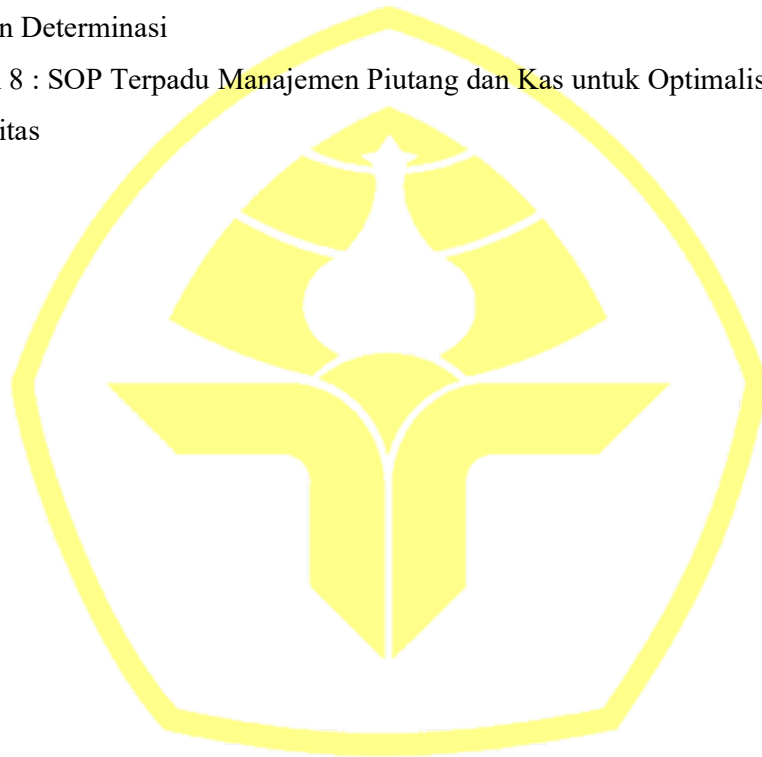 n Determinasi
8 : SOP Terpadu Manajemen Piutang dan Kas untuk Optimalis
itas